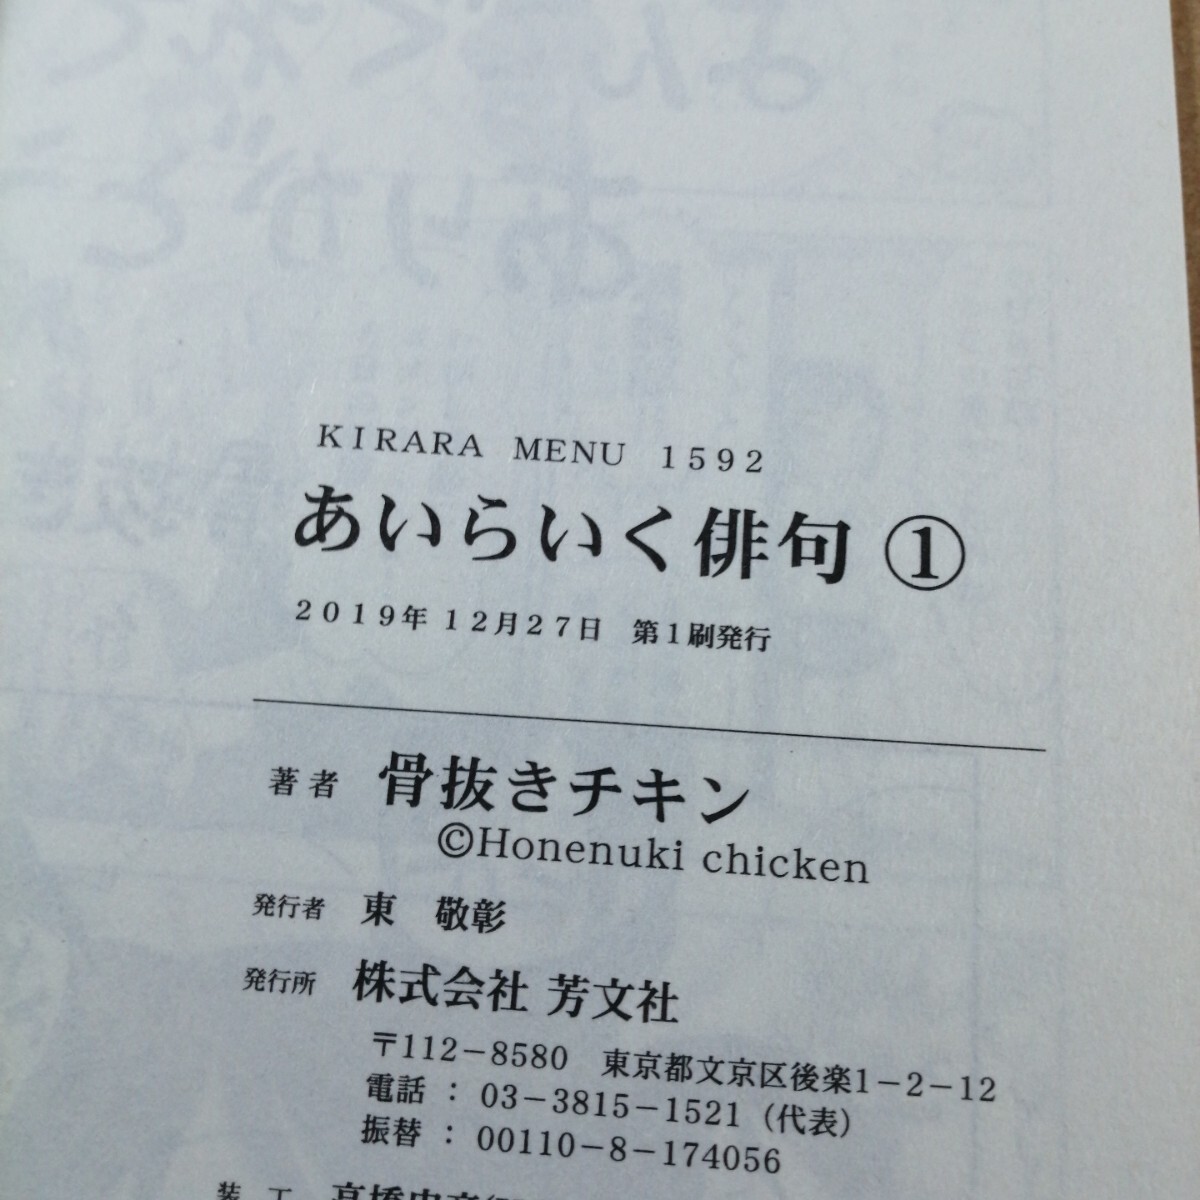 KIRARA MENU 1592
あいらいく俳句 ①
2019年 12月27日 第1刷発行
著者 骨抜きチキン
©Honenuki chicken
発行者 東 敬彰
発行所 株式会社 芳文社
〒112-8580 東京都文京区後楽1-2-12
電話：03-3815-1521（代表）
振替：00110-8-174056
装 丁